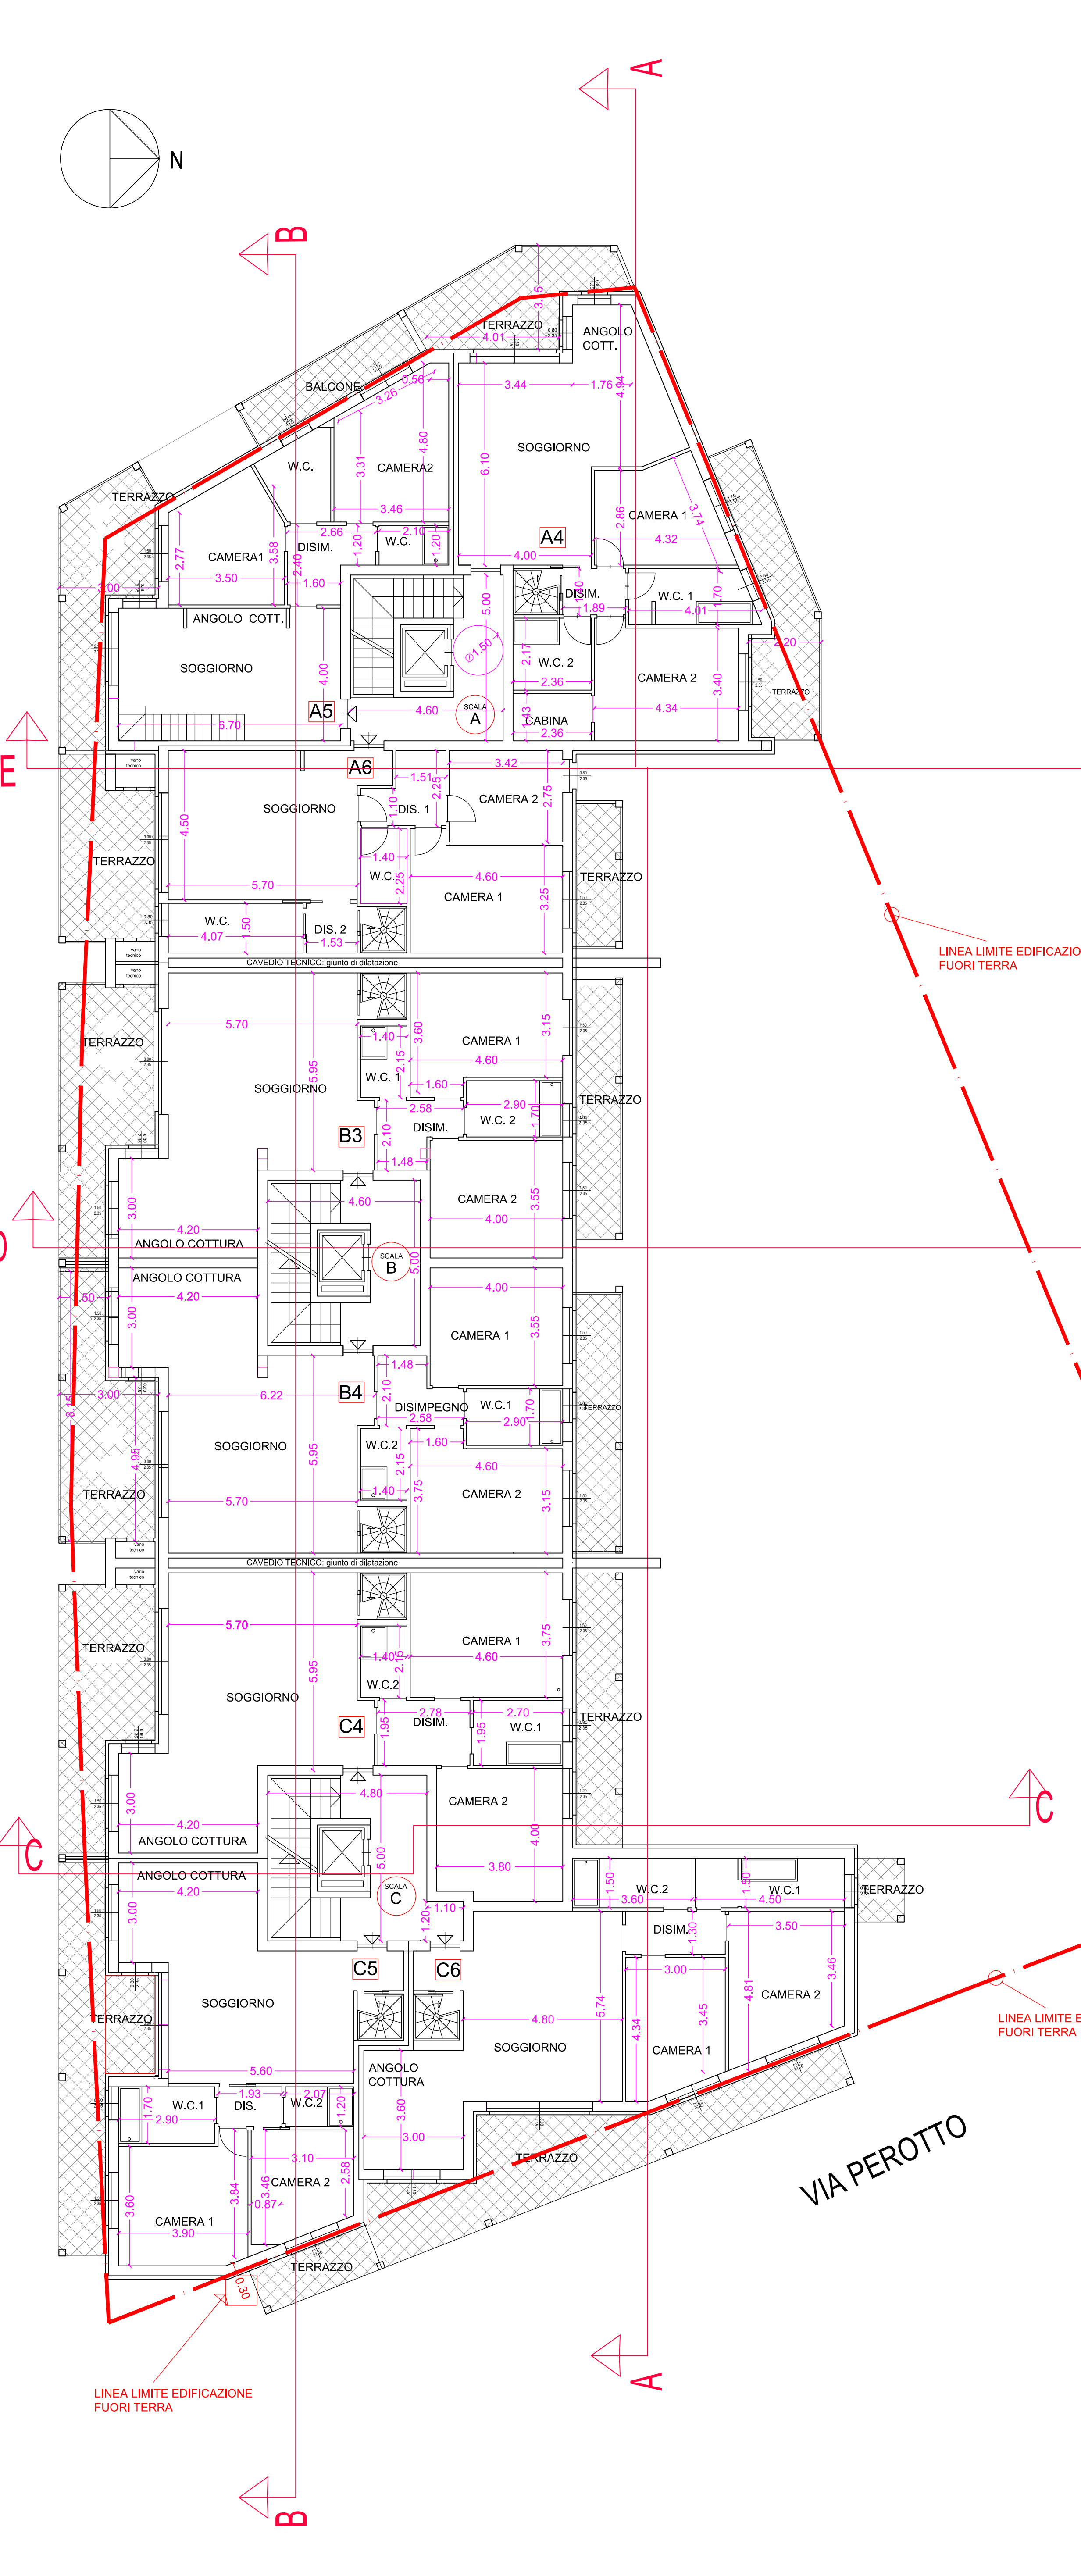 A
N
B
TERRAZZO
4.01
ANGOLO
COTT.
3.44
1.76
4.94
BALCONE
0.56
3.26
4.80
6.10
SOGGIORNO
W.C.
3.31
CAMERA2
3.46
TERRAZZO
2.77
3.58
CAMERA1
3.50
2.66
DISIM.
1.20
2.10
W.C.
1.20
2.40
1.60
2.86
CAMERA 1
3.74
4.32
A4
4.00
3.00
ANGOLO COTT.
5.00
DISIM.
1.89
W.C. 1
1.70
4.01
SOGGIORNO
4.00
Ø1.50
2.17
W.C. 2
2.36
CAMERA 2
3.40
2.20
TERRAZZO
A5
4.60
SCALA
A
CABINA
1.43
2.36
4.34
6.70
E
vano
tecnico
A6
1.51
2.25
3.42
CAMERA 2
2.75
SOGGIORNO
1.10
DIS. 1
4.50
TERRAZZO
1.40
W.C.
2.25
5.70
4.60
CAMERA 1
3.25
TERRAZZO
W.C.
4.07
1.50
DIS. 2
1.53
LINEA LIMITE EDIFICAZIO
FUORI TERRA
vano
tecnico
CAVEDIO TECNICO: giunto di dilatazione
vano
tecnico
TERRAZZO
5.70
5.95
SOGGIORNO
1.40
W.C. 1
2.15
3.60
CAMERA 1
4.60
3.15
1.60
TERRAZZO
2.58
2.90
W.C. 2
1.70
B3
2.10
DISIM.
1.48
3.00
4.20
ANGOLO COTTURA
4.60
CAMERA 2
4.00
3.55
SCALA
B
5.00
ANGOLO COTTURA
4.20
3.00
4.00
CAMERA 1
3.55
3.00
8.15
6.22
B4
1.48
2.10
DISIMPEGNO
2.58
W.C.1
2.90
1.70
TERRAZZO
4.95
SOGGIORNO
5.95
W.C.2
2.15
1.40
1.60
3.75
4.60
CAMERA 2
3.15
TERRAZZO
5.70
vano
tecnico
CAVEDIO TECNICO: giunto di dilatazione
vano
tecnico
TERRAZZO
5.70
5.95
SOGGIORNO
1.40
2.15
W.C.2
CAMERA 1
4.60
3.75
C4
1.95
2.78
DISIM.
1.95
2.70
W.C.1
TERRAZZO
3.00
4.20
ANGOLO COTTURA
4.80
CAMERA 2
4.00
3.80
C
C
ANGOLO COTTURA
4.20
3.00
5.00
SCALA
C
1.20
1.10
1.50
W.C.2
3.60
1.50
W.C.1
4.50
TERRAZZO
DISIM.
1.30
3.50
C5
C6
3.00
SOGGIORNO
TERRAZZO
4.80
5.74
SOGGIORNO
4.34
3.45
CAMERA 1
4.81
CAMERA 2
3.46
LINEA LIMITE E
FUORI TERRA
5.60
ANGOLO
COTTURA
3.60
3.00
1.70
W.C.1
2.90
1.93
DIS.
2.07
W.C.2
1.20
TERRAZZO
VIA PEROTTO
3.60
CAMERA 1
3.90
3.84
3.10
3.46
CAMERA 2
0.87
2.58
TERRAZZO
0.30
LINEA LIMITE EDIFICAZIONE
FUORI TERRA
A
B